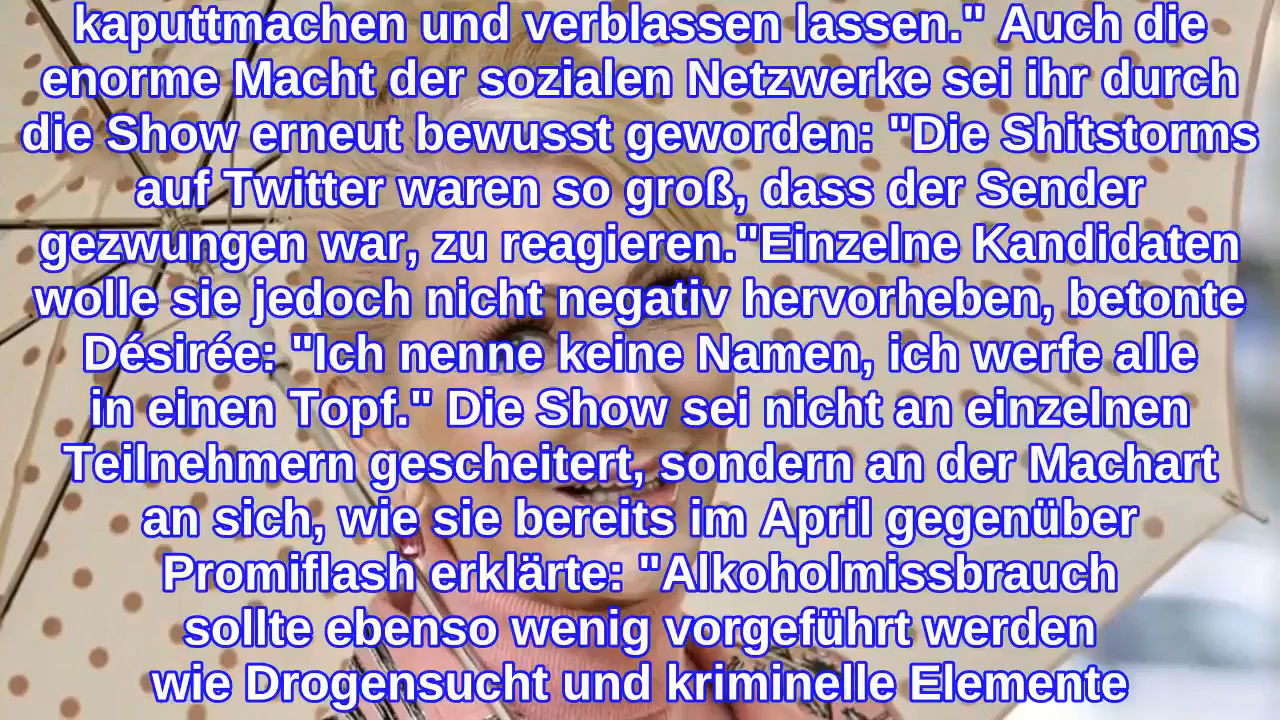 kaputtmachen und verblassen lassen." Auch die
enorme Macht der sozialen Netzwerke sei ihr durch
die Show erneut bewusst geworden: "Die Shitstorms
auf Twitter waren so groß, dass der Sender
gezwungen war, zu reagieren."Einzelne Kandidaten
wolle sie jedoch nicht negativ hervorheben, betonte
Désirée: "Ich nenne keine Namen, ich werfe alle
in einen Topf." Die Show sei nicht an einzelnen
Teilnehmern gescheitert, sondern an der Machart
an sich, wie sie bereits im April gegenüber
Promiflash erklärte: "Alkoholmissbrauch
sollte ebenso wenig vorgeführt werden
wie Drogensucht und kriminelle Elemente